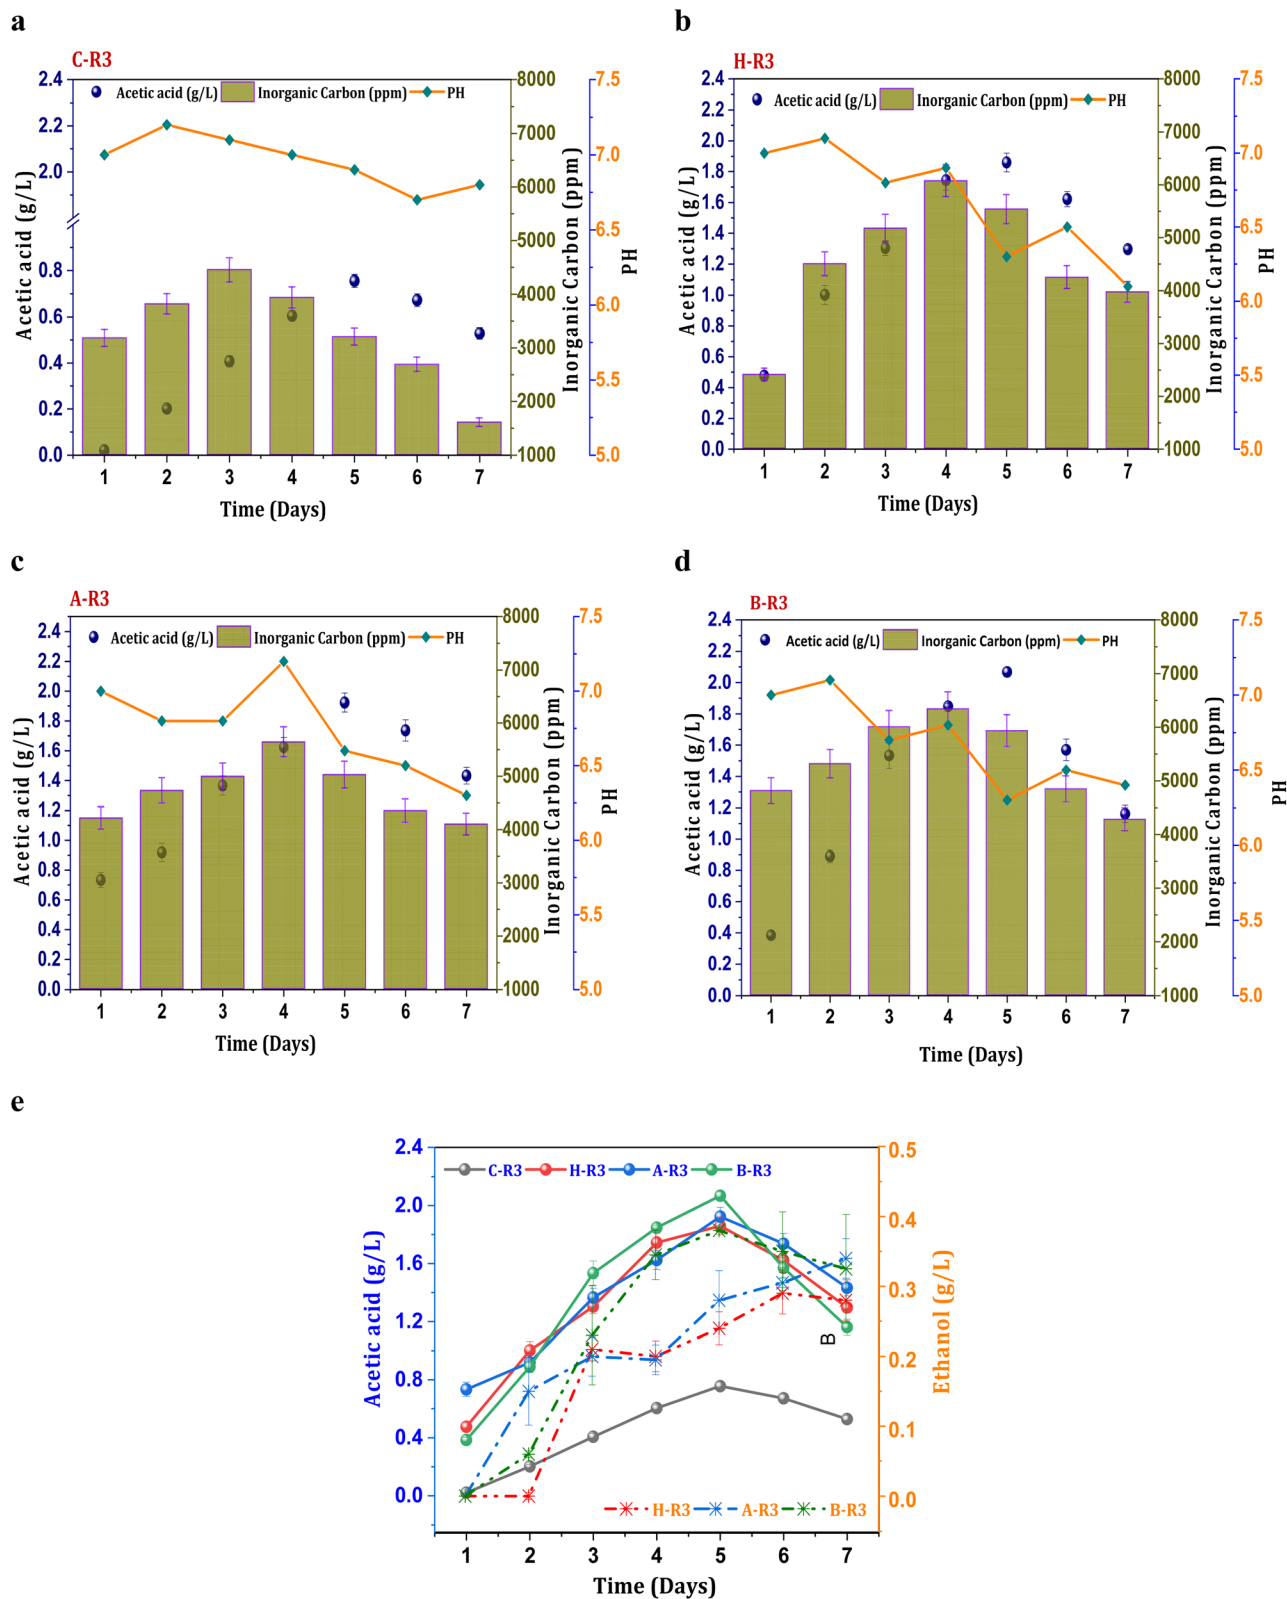 a
C-R3
Acetic acid (g/L) Inorganic Carbon (ppm) PH
2.4
2.2
2.0
0.8
0.6
0.4
0.2
0.0
Acetic acid (g/L)
8000
7000
6000
5000
4000
3000
2000
1000
Inorganic Carbon (ppm)
7.5
7.0
6.5
6.0
5.5
5.0
PH
1 2 3 4 5 6 7
Time (Days)
b
H-R3
Acetic acid (g/L) Inorganic Carbon (ppm) PH
2.4
2.2
2.0
1.8
1.6
1.4
1.2
1.0
0.8
0.6
0.4
0.2
0.0
Acetic acid (g/L)
8000
7000
6000
5000
4000
3000
2000
1000
Inorganic Carbon (ppm)
7.5
7.0
6.5
6.0
5.5
5.0
PH
1 2 3 4 5 6 7
Time (Days)
c
A-R3
Acetic acid (g/L) Inorganic Carbon (ppm) PH
2.4
2.2
2.0
1.8
1.6
1.4
1.2
1.0
0.8
0.6
0.4
0.2
0.0
Acetic acid (g/L)
8000
7000
6000
5000
4000
3000
2000
1000
Inorganic Carbon (ppm)
7.5
7.0
6.5
6.0
5.5
5.0
PH
1 2 3 4 5 6 7
Time (Days)
d
B-R3
Acetic acid (g/L) Inorganic Carbon (ppm) PH
2.4
2.2
2.0
1.8
1.6
1.4
1.2
1.0
0.8
0.6
0.4
0.2
0.0
Acetic acid (g/L)
8000
7000
6000
5000
4000
3000
2000
1000
Inorganic Carbon (ppm)
7.5
7.0
6.5
6.0
5.5
5.0
PH
1 2 3 4 5 6 7
Time (Days)
e
C-R3 H-R3 A-R3 B-R3
2.4
2.0
1.6
1.2
0.8
0.4
0.0
Acetic acid (g/L)
0.5
0.4
0.3
0.2
0.1
0.0
Ethanol (g/L)
B
H-R3 A-R3 B-R3
1 2 3 4 5 6 7
Time (Days)